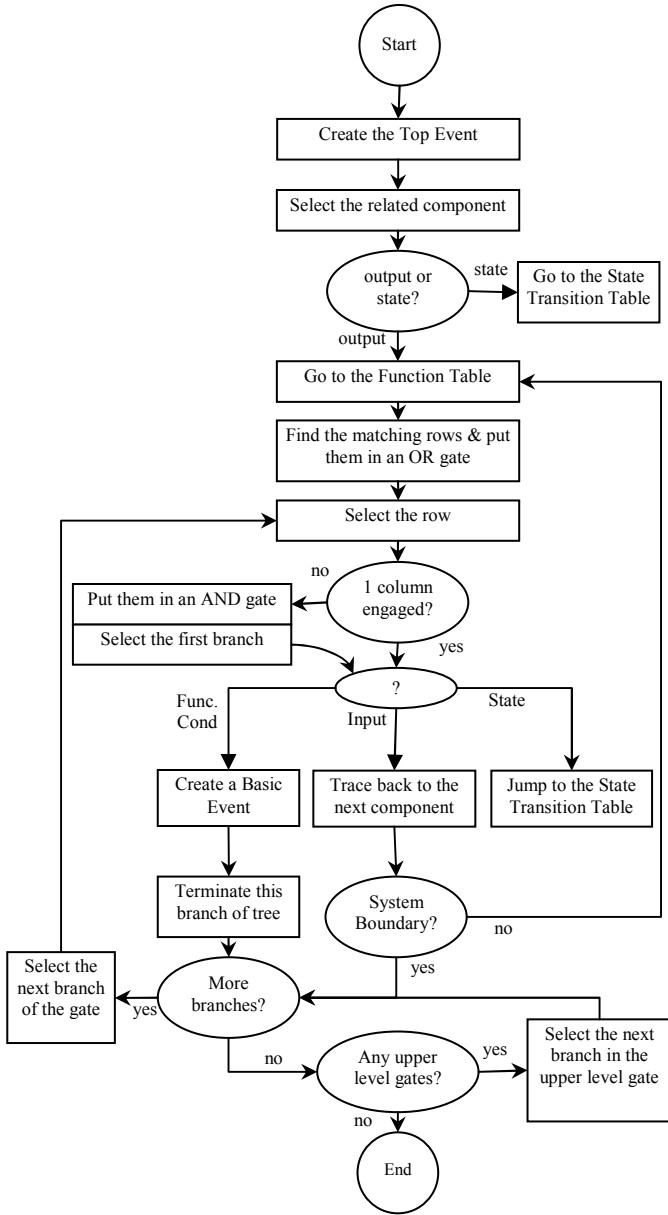 Start
Create the Top Event
Select the related component
output or
state?
state
Go to the State
Transition Table
output
Go to the Function Table
Find the matching rows & put
them in an OR gate
Select the row
no
1 column
engaged?
Put them in an AND gate
Select the first branch
yes
?
Func.
Cond
Input
State
Create a Basic
Event
Trace back to the
next component
Jump to the State
Transition Table
Terminate this
branch of tree
System
Boundary?
no
yes
Select the
next branch
of the gate
yes
More
branches?
no
Any upper
level gates?
yes
Select the next
branch in the
upper level gate
no
End